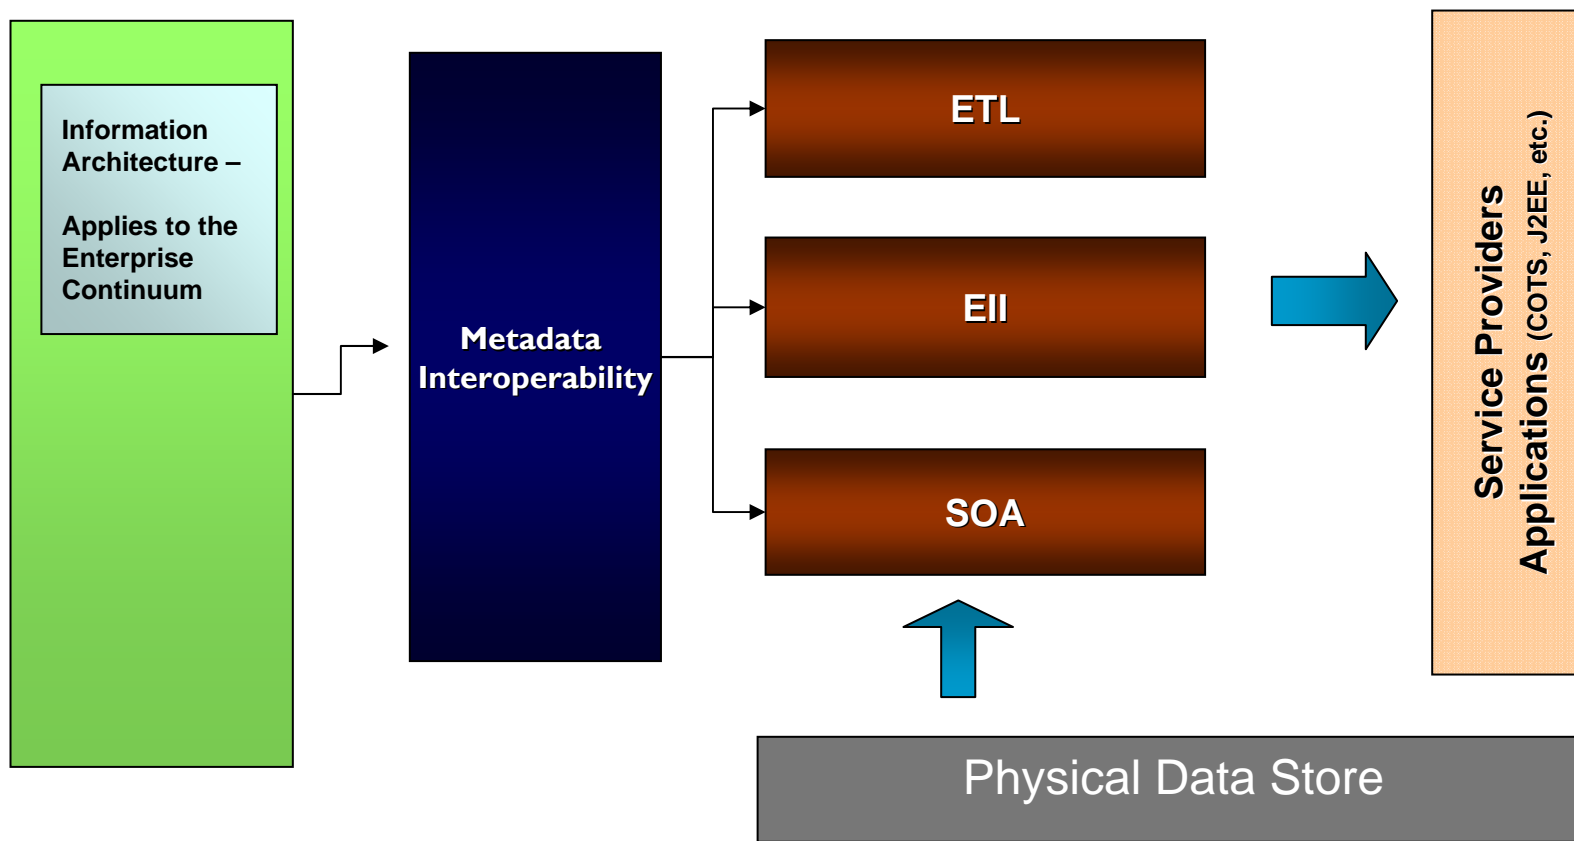 Information
Architecture –
Applies to the
Enterprise
Continuum
Metadata
Interoperability
ETL
EII
SOA
Service Providers
Applications (COTS, J2EE, etc.)
Physical Data Store